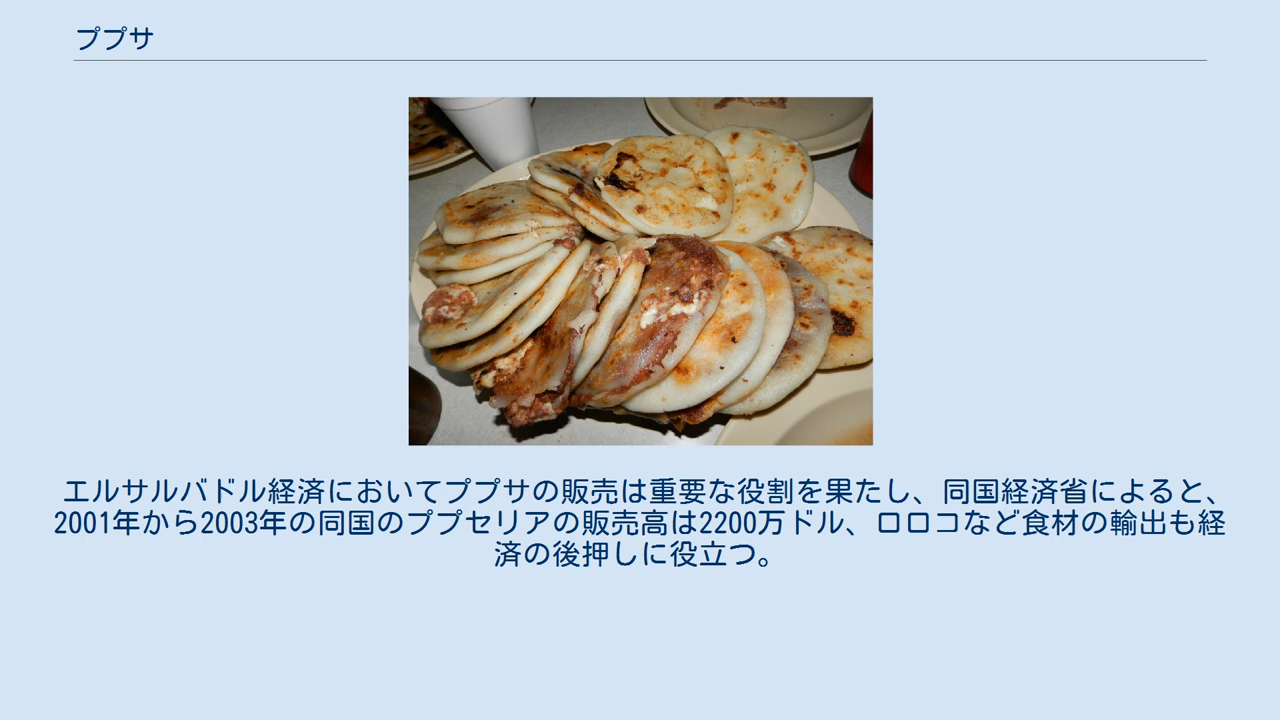 ププサ
エルサルバドル経済においてププサの販売は重要な役割を果たし、同国経済省によると、
2001年から2003年の同国のププセリアの販売高は2200万ドル、ロロコなど食材の輸出も経
済の後押しに役立つ。